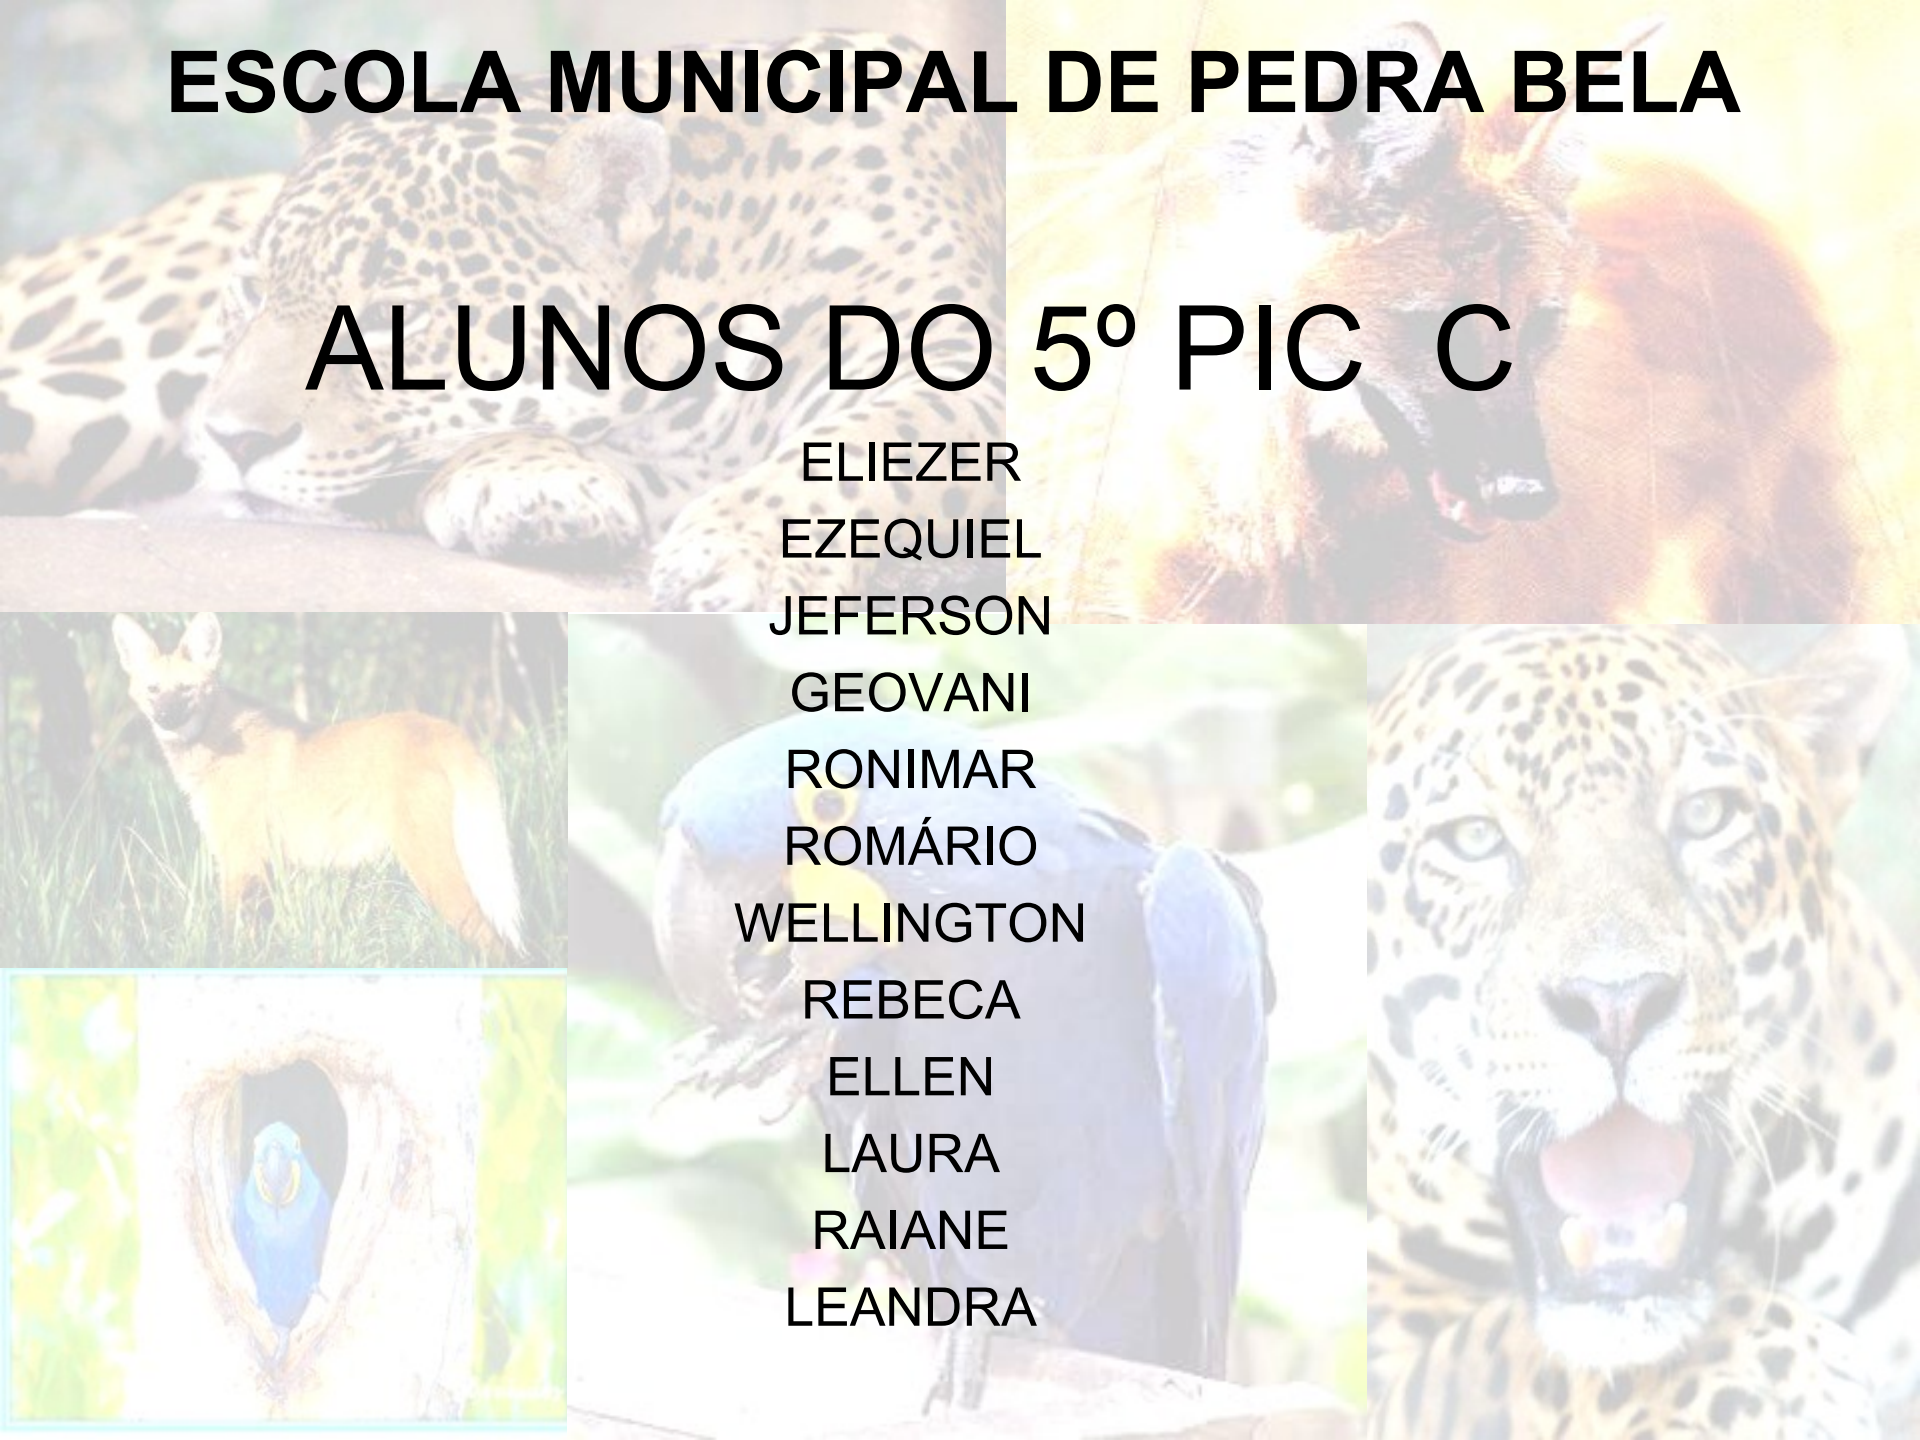 ESCOLA MUNICIPAL DE PEDRA BELA
ALUNOS DO 5º PIC C
ELIEZER
EZEQUIEL
JEFERSON
GEOVANI
RONIMAR
ROMÁRIO
WELLINGTON
REBECA
ELLEN
LAURA
RAIANE
LEANDRA